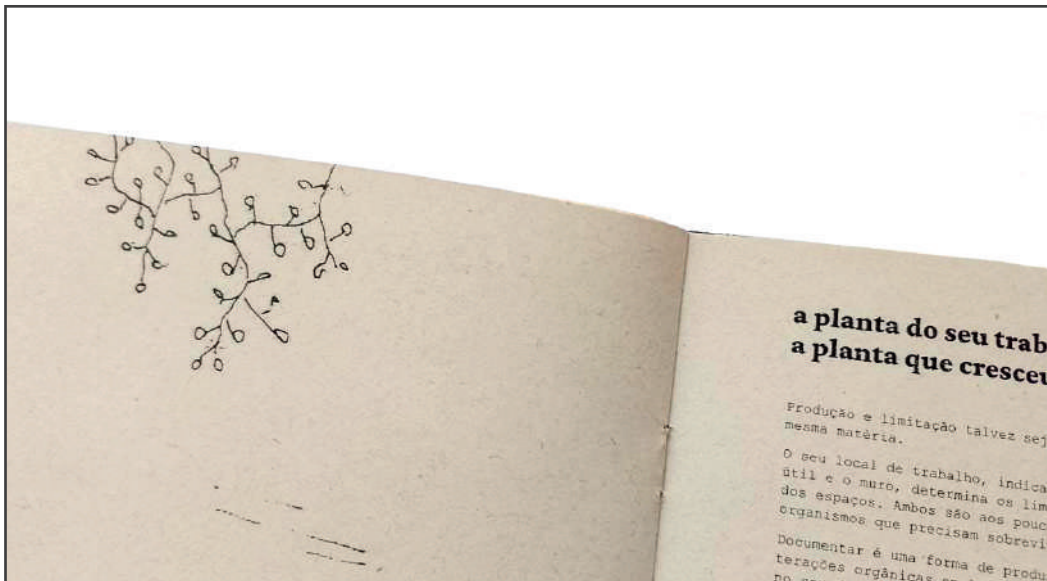 a planta do seu trab
a planta que cresceu
Produção e limitação talvez sej
mesma matéria.
O seu local de trabalho, indica
útil e o muro, determina os lim
dos espaços. Ambos são aos pouc
organismos que precisam sobrevi
Documentar é uma forma de produ
terações orgânicas